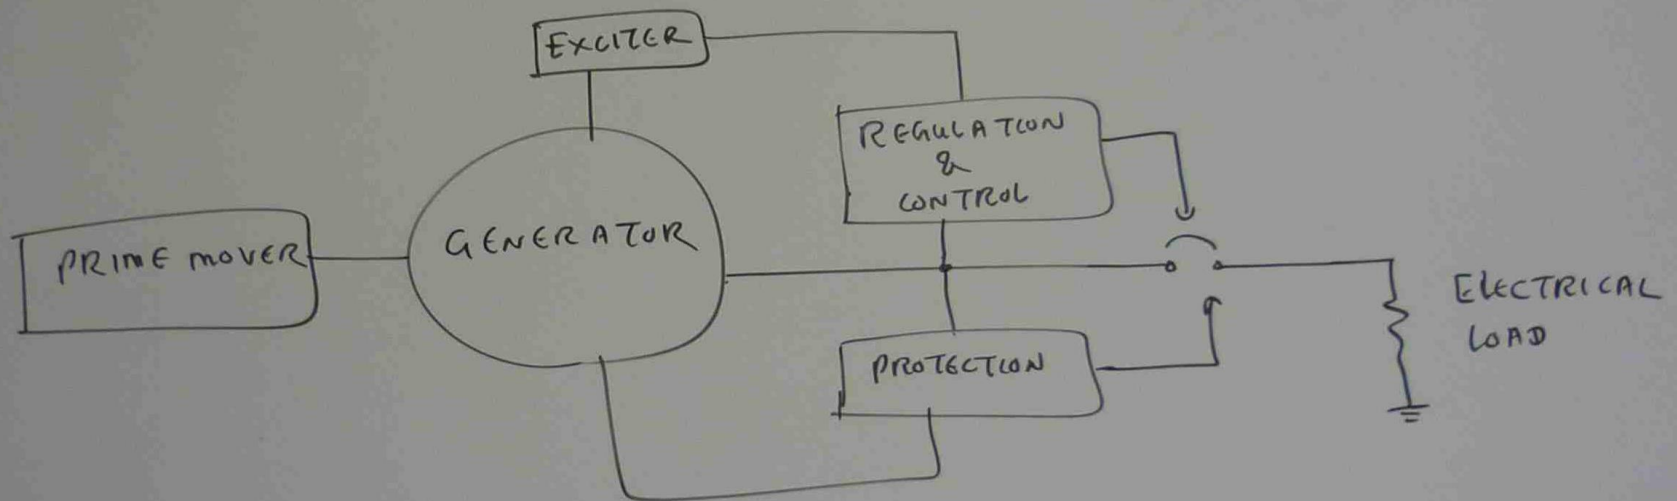 EXCITER
REGULATION
&
CONTROL
PRIME MOVER
GENERATOR
ELECTRICAL
LOAD
PROTECTION